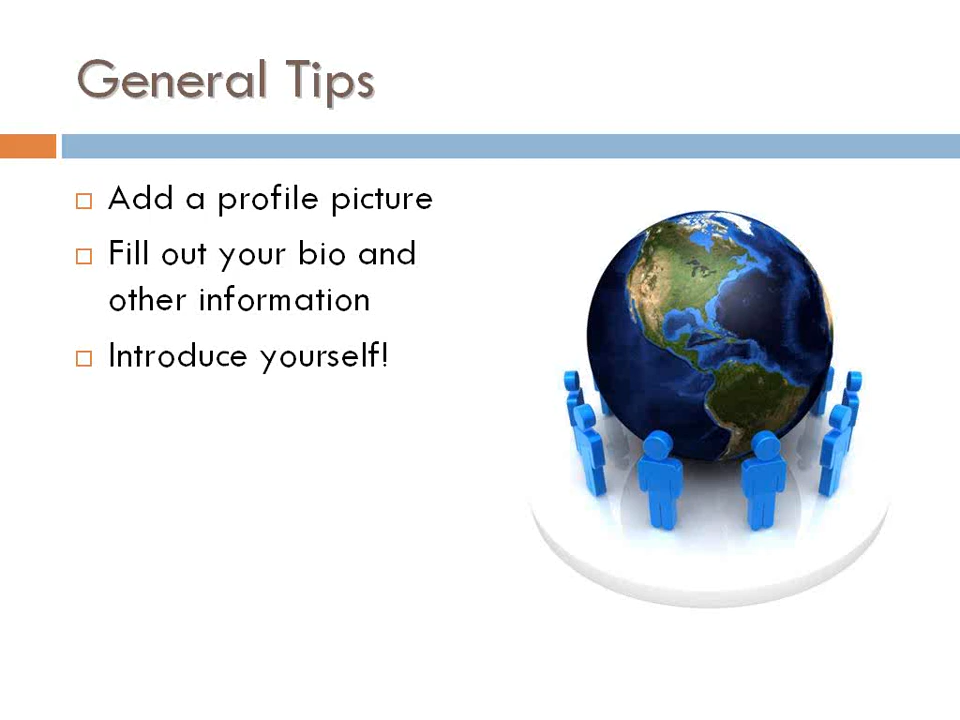 General Tips
Add a profile picture
Fill out your bio and
other information
Introduce yourself!